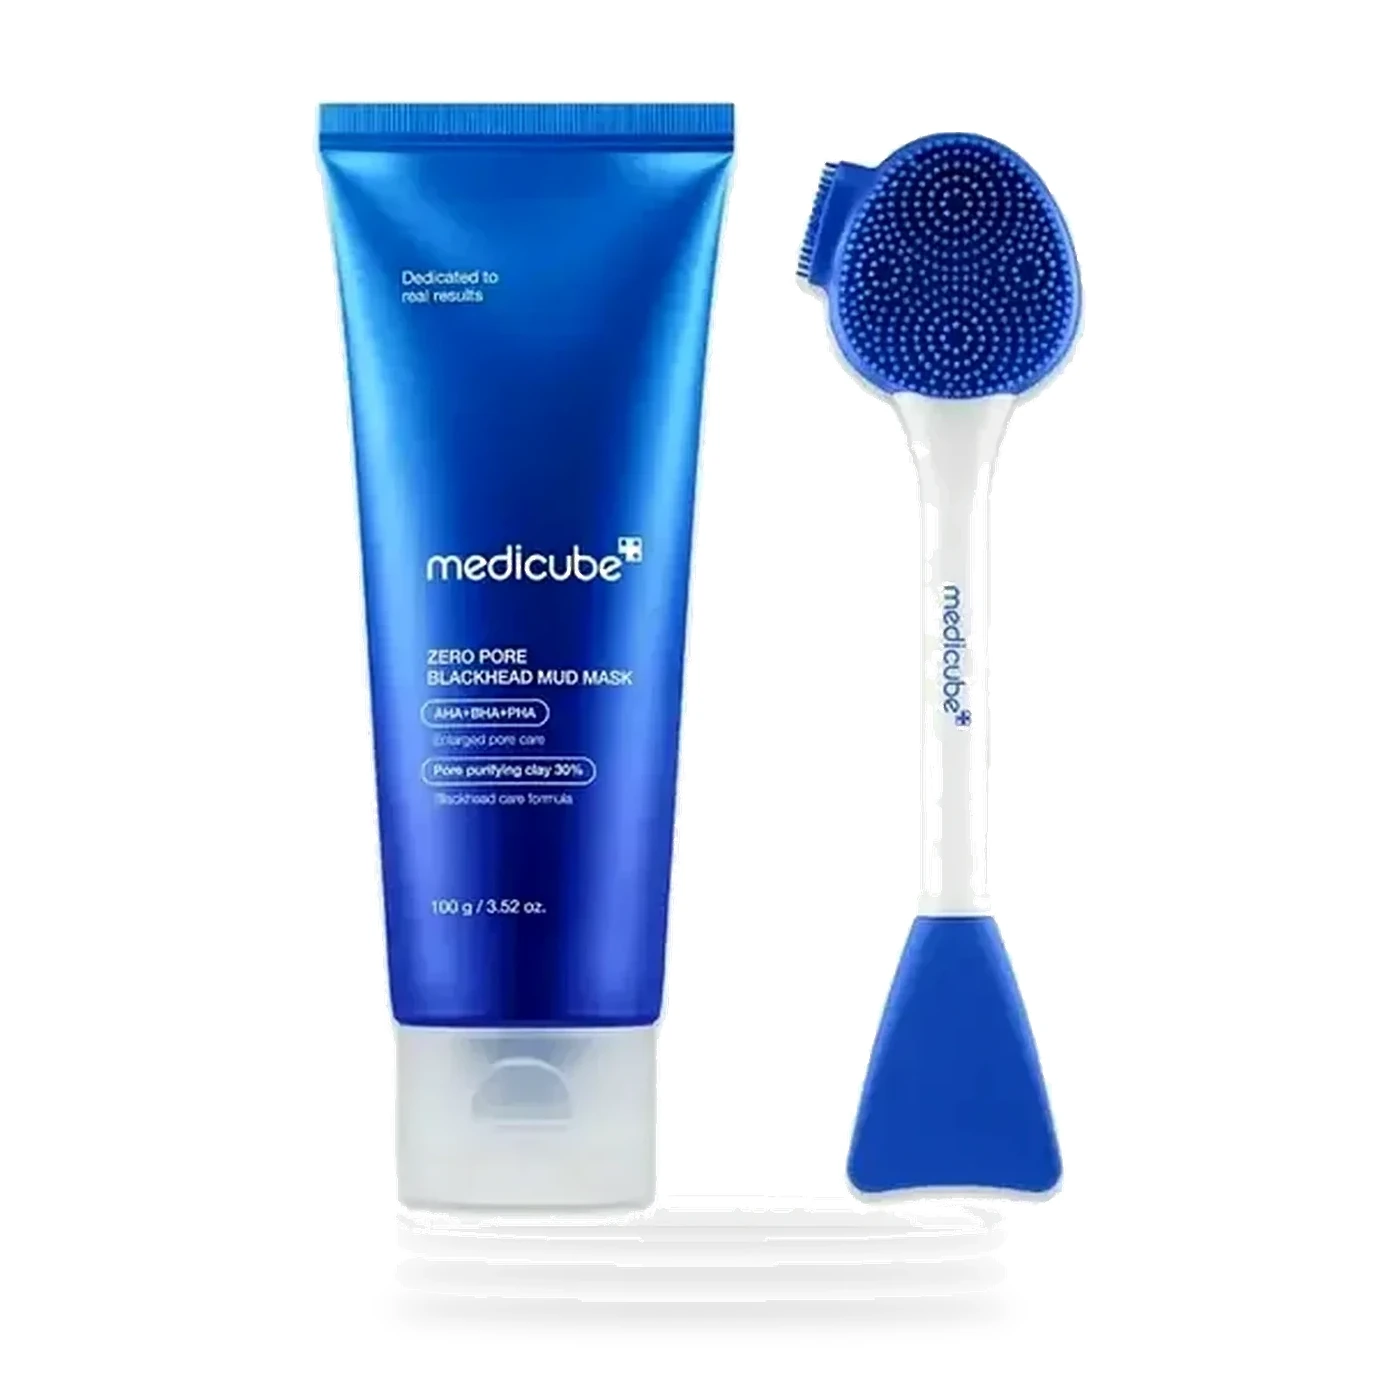 Dedicated to
real results
medicube
ZERO PORE
BLACKHEAD MUD MASK
AHA+BHA+PHA
Enlarged pore care
Pore purifying clay 30%
Blackhead care formula
100 g / 3.52 oz.
medicube